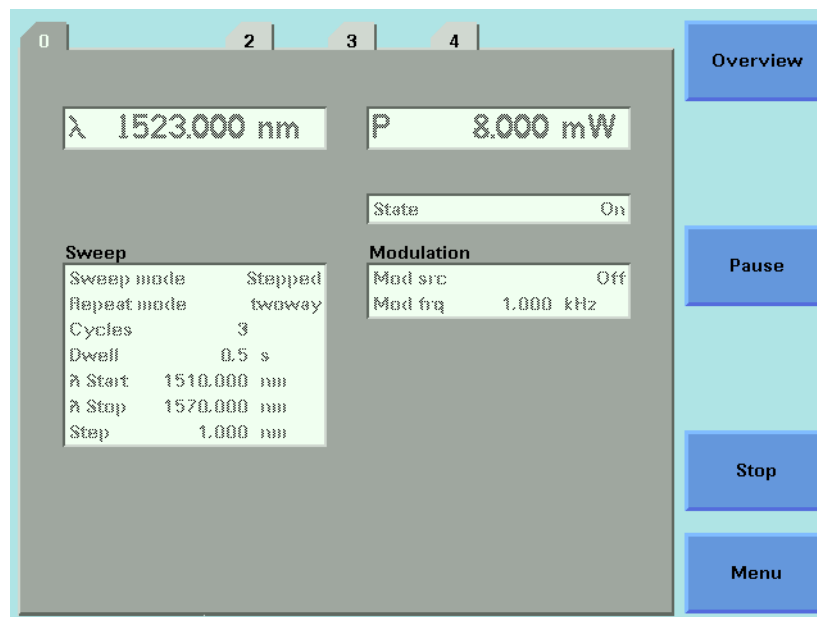 0 2 3 4
Overview
λ 1523.000 nm P 8.000 mW
State On
Sweep Modulation
Pause
Sweep mode Stepped Mod src Off
Repeat mode twoway Mod frq 1.000 kHz
Cycles 3
Dwell 0.5 s
λ Start 1510.000 nm
λ Stop 1570.000 nm
Step 1.000 nm
Stop
Menu